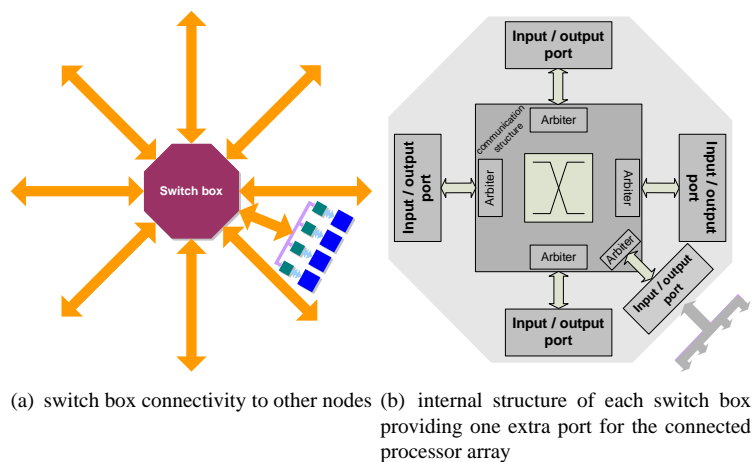 Switch box
Input / output
port
Arbiter
communication
structure
Input / output
port
Arbiter
Arbiter
Input / output
port
Arbiter
Arbiter
Input / output
port
Input / output
port
(a) switch box connectivity to other nodes
(b) internal structure of each switch box
providing one extra port for the connected
processor array